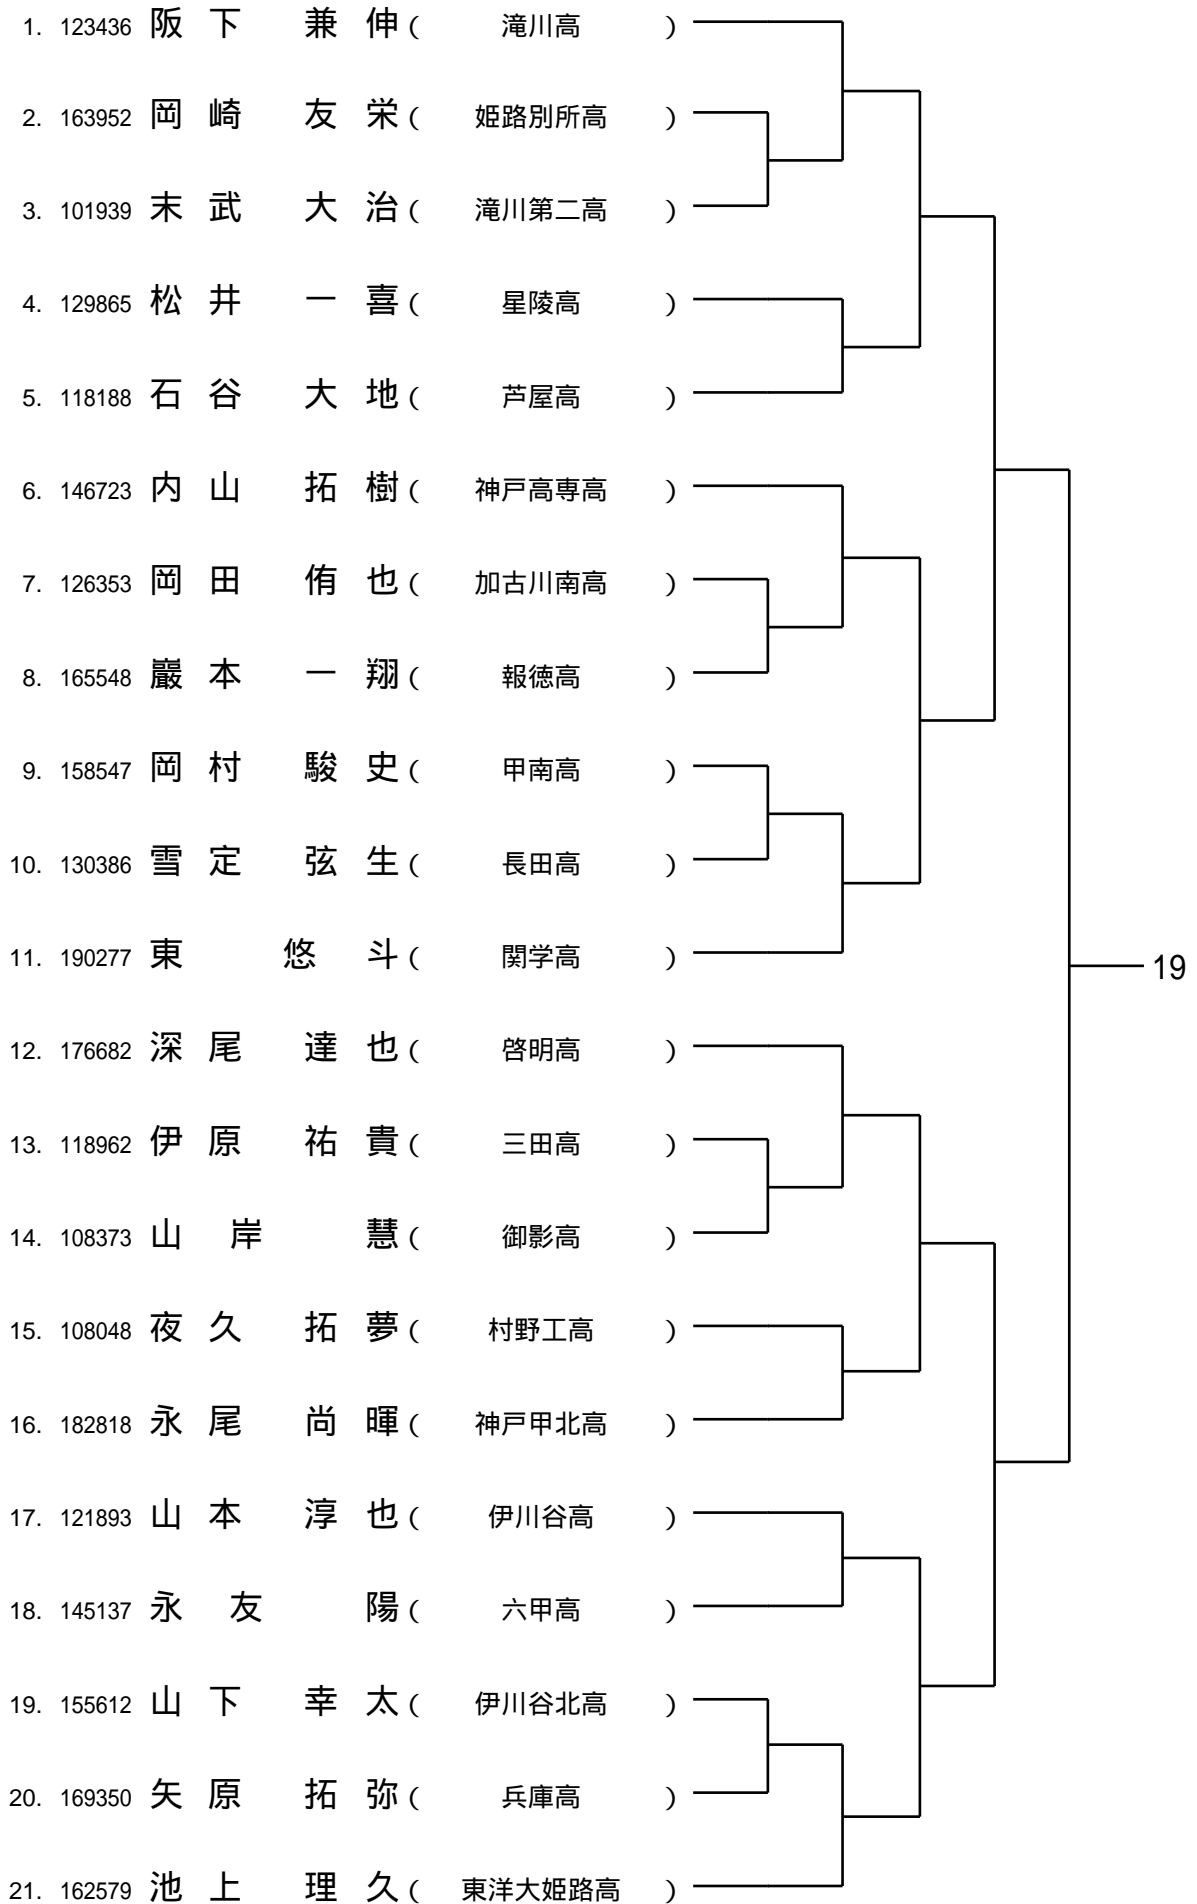 1. 123436 阪下 兼伸 ( 滝川高 )
2. 163952 岡崎 友栄 ( 姫路別所高 )
3. 101939 末武 大治 ( 滝川第二高 )
4. 129865 松井 一喜 ( 星陵高 )
5. 118188 石谷 大地 ( 芦屋高 )
6. 146723 内山 拓樹 ( 神戸高専高 )
7. 126353 岡田 侑也 ( 加古川南高 )
8. 165548 巖本 一翔 ( 報徳高 )
9. 158547 岡村 駿史 ( 甲南高 )
10. 130386 雪定 弦生 ( 長田高 )
11. 190277 東 悠斗 ( 関学高 )
19
12. 176682 深尾 達也 ( 啓明高 )
13. 118962 伊原 祐貴 ( 三田高 )
14. 108373 山岸 慧 ( 御影高 )
15. 108048 夜久 拓夢 ( 村野工高 )
16. 182818 永尾 尚暉 ( 神戸甲北高 )
17. 121893 山本 淳也 ( 伊川谷高 )
18. 145137 永友 陽 ( 六甲高 )
19. 155612 山下 幸太 ( 伊川谷北高 )
20. 169350 矢原 拓弥 ( 兵庫高 )
21. 162579 池上 理久 ( 東洋大姫路高 )